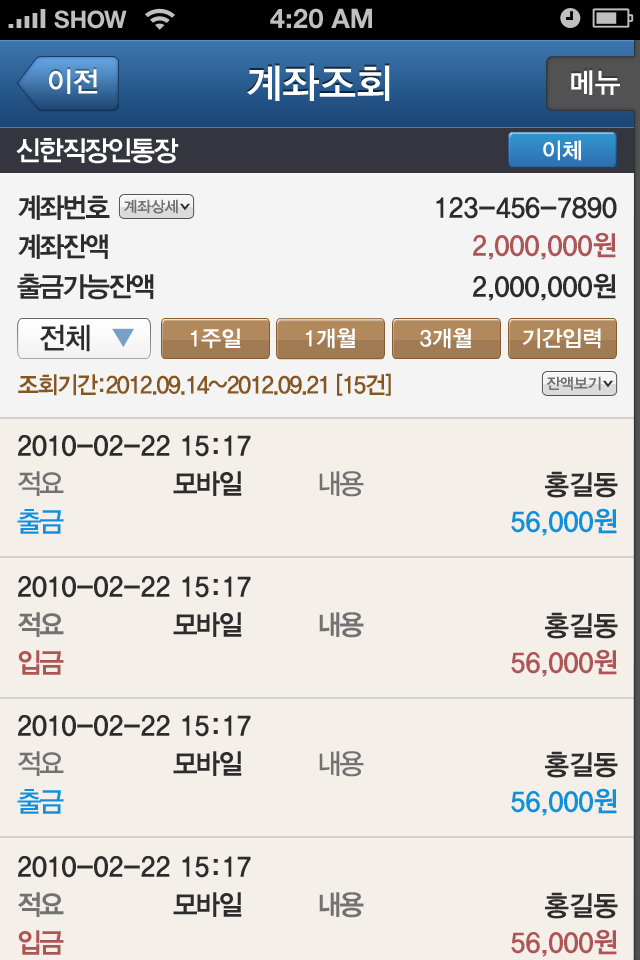 SHOW 4:20 AM
이전 계좌조회 메뉴
신한직장인통장 이체
계좌번호 계좌상세 123-456-7890
계좌잔액 2,000,000원
출금가능잔액 2,000,000원
전체 1주일 1개월 3개월 기간입력
조회기간:2012.09.14~2012.09.21 [15건] 잔액보기
2010-02-22 15:17
적요 모바일 내용 홍길동
출금 56,000원
2010-02-22 15:17
적요 모바일 내용 홍길동
입금 56,000원
2010-02-22 15:17
적요 모바일 내용 홍길동
출금 56,000원
2010-02-22 15:17
적요 모바일 내용 홍길동
입금 56,000원